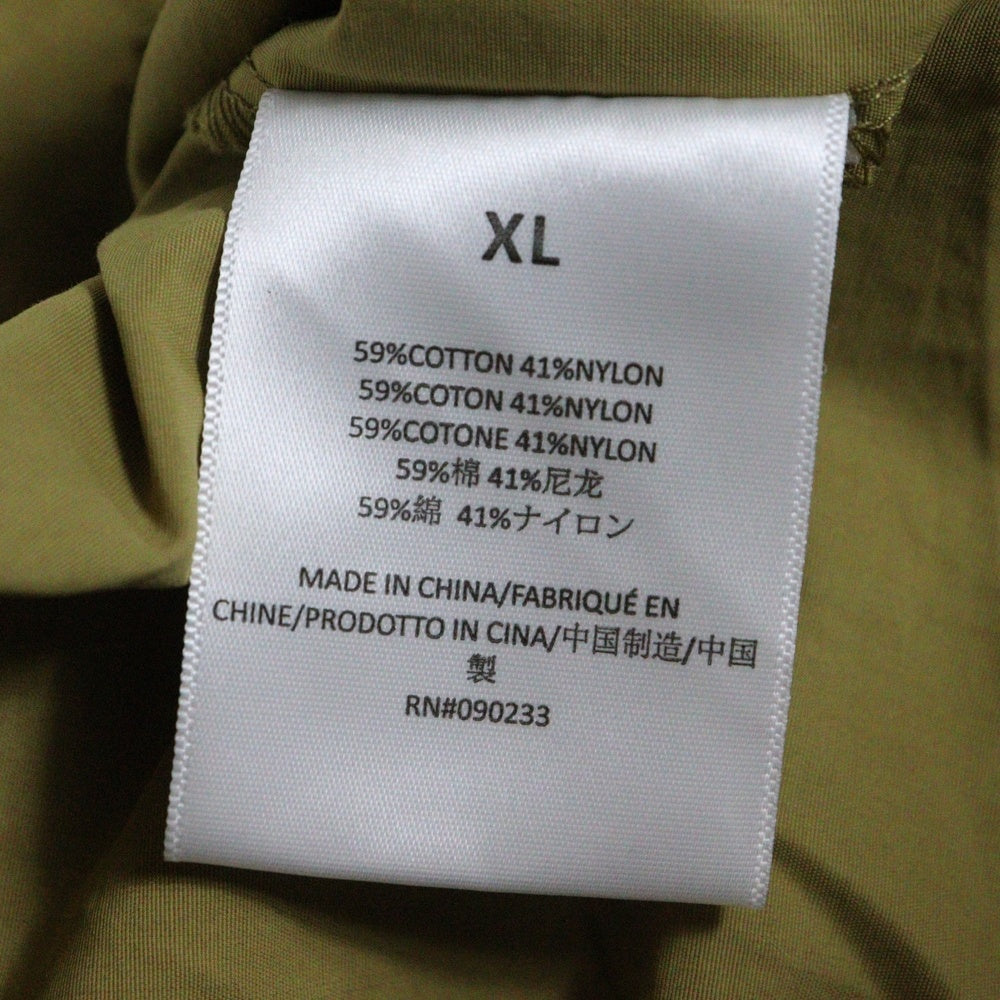 XL
59%COTTON 41%NYLON
59%COTON 41%NYLON
59%COTONE 41%NYLON
59%棉 41%尼龙
59%綿 41%ナイロン
MADE IN CHINA/FABRIQUÉ EN
CHINE/PRODOTTO IN CINA/中国制造/中国
製
RN#090233